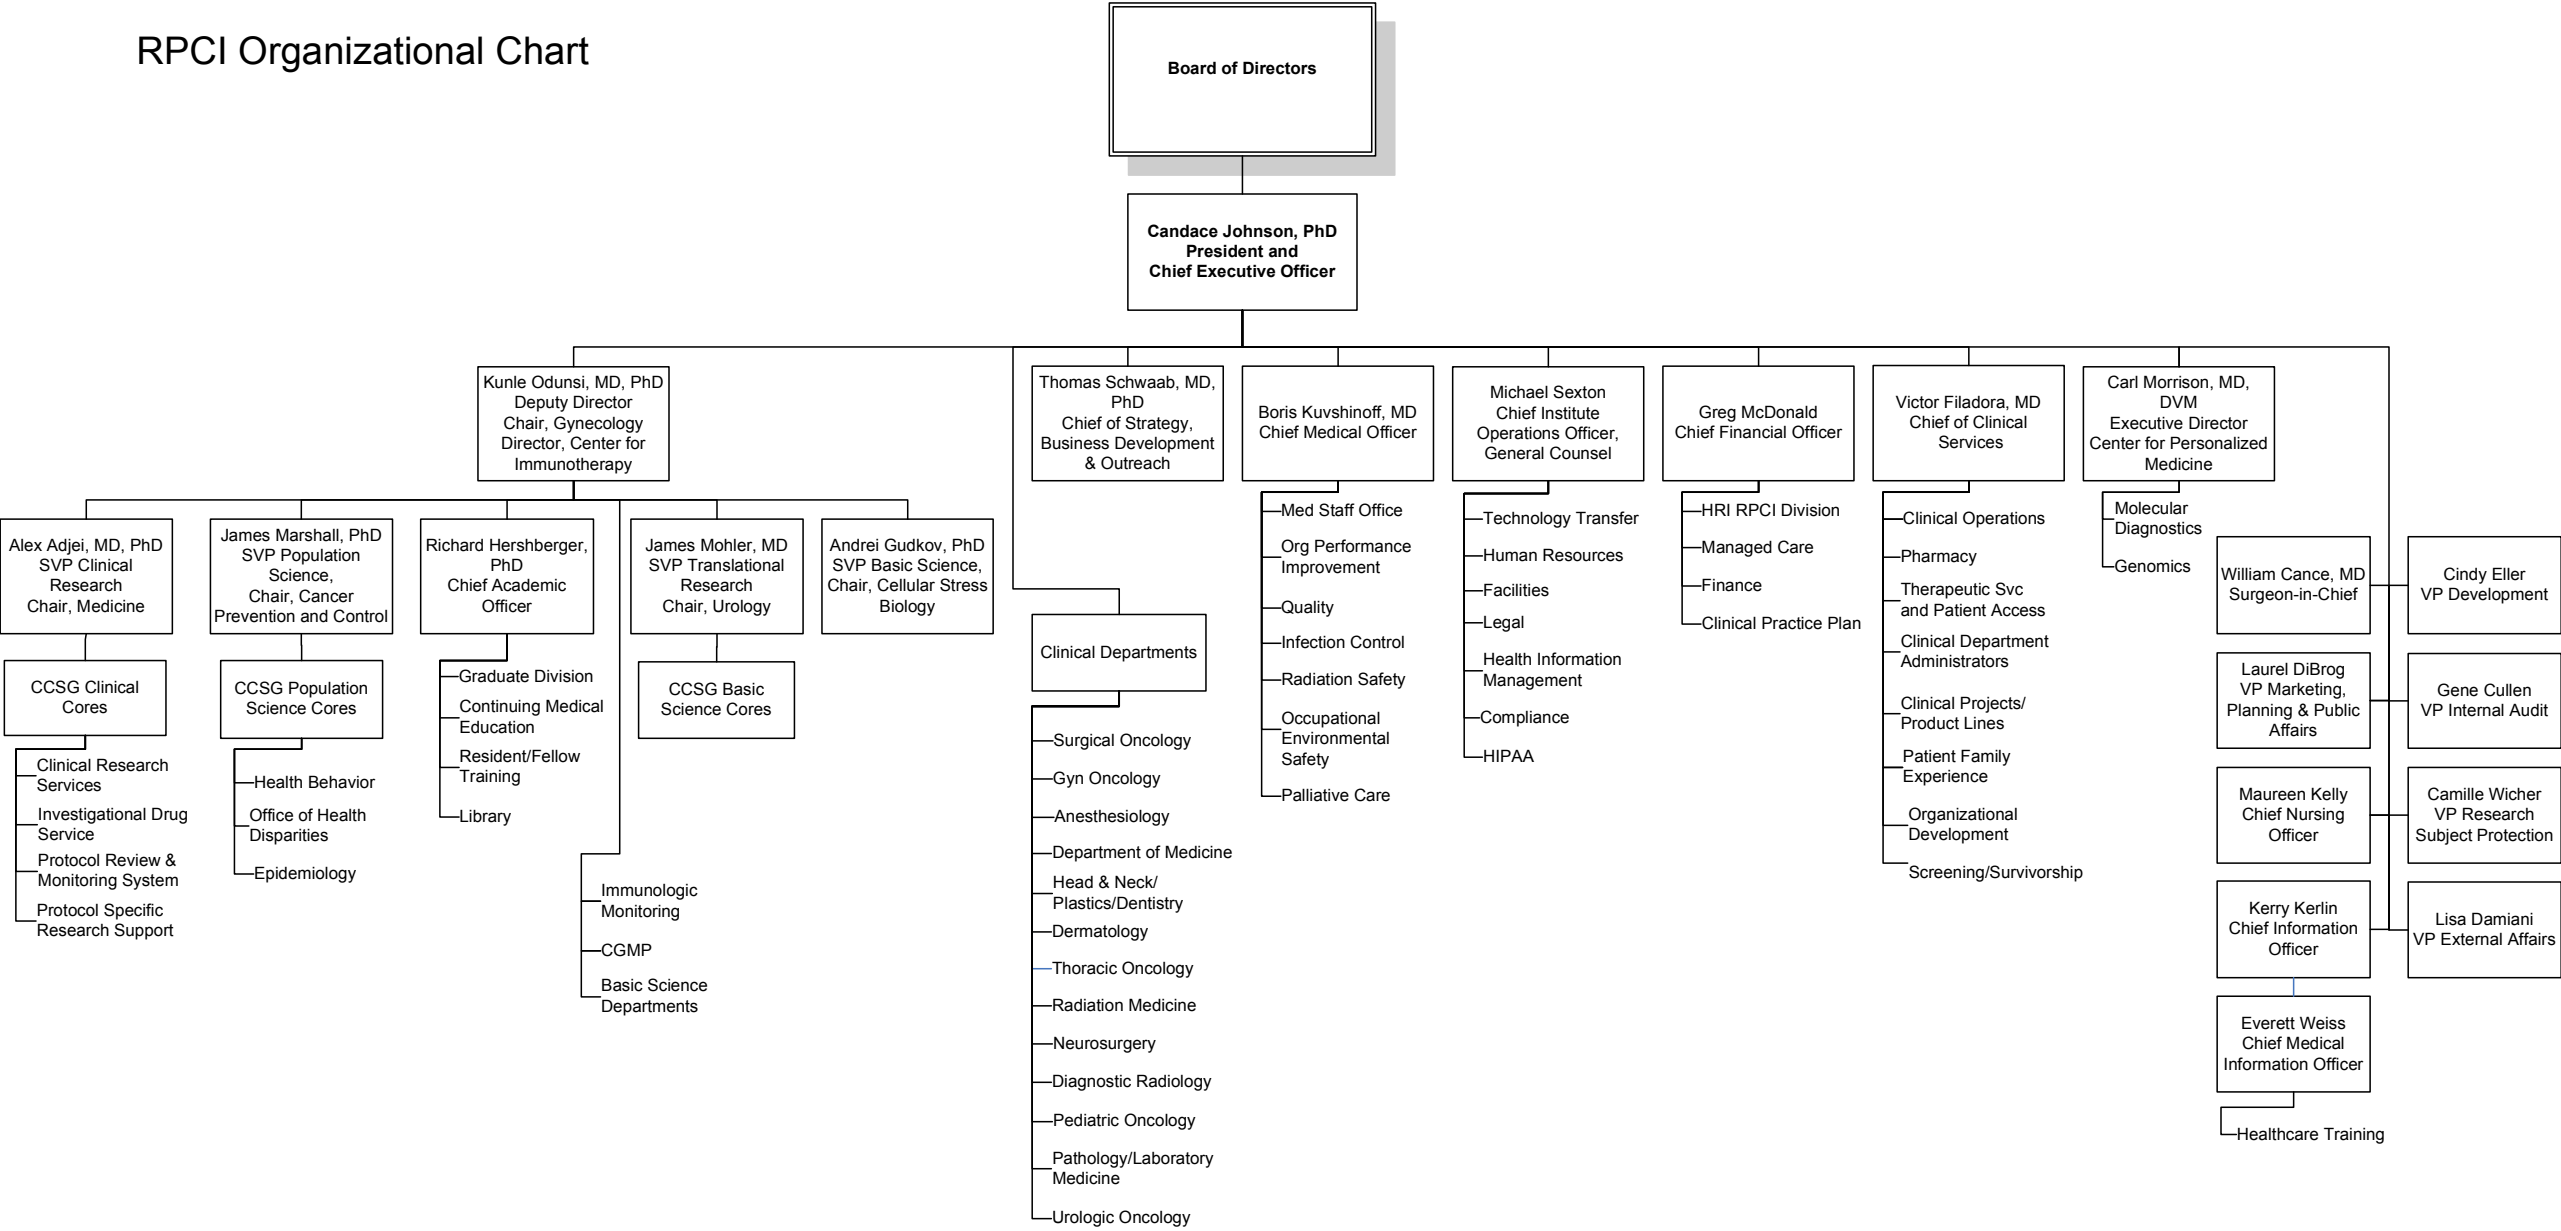 RPCI Organizational Chart
Board of Directors
Candace Johnson, PhD
President and
Chief Executive Officer
Kunle Odunsi, MD, PhD
Deputy Director
Chair, Gynecology
Director, Center for
Immunotherapy
Thomas Schwaab, MD,
PhD
Chief of Strategy,
Business Development
& Outreach
Boris Kuvshinoff, MD
Chief Medical Officer
Michael Sexton
Chief Institute
Operations Officer,
General Counsel
Greg McDonald
Chief Financial Officer
Victor Filadora, MD
Chief of Clinical
Services
Carl Morrison, MD,
DVM
Executive Director
Center for Personalized
Medicine
Alex Adjei, MD, PhD
SVP Clinical
Research
Chair, Medicine
James Marshall, PhD
SVP Population
Science,
Chair, Cancer
Prevention and Control
Richard Hershberger,
PhD
Chief Academic
Officer
James Mohler, MD
SVP Translational
Research
Chair, Urology
Andrei Gudkov, PhD
SVP Basic Science,
Chair, Cellular Stress
Biology
CCSG Clinical
Cores
Clinical Research
Services
Investigational Drug
Service
Protocol Review &
Monitoring System
Protocol Specific
Research Support
CCSG Population
Science Cores
Health Behavior
Office of Health
Disparities
Epidemiology
Graduate Division
Continuing Medical
Education
Resident/Fellow
Training
Library
CCSG Basic
Science Cores
Immunologic
Monitoring
CGMP
Basic Science
Departments
Clinical Departments
Surgical Oncology
Gyn Oncology
Anesthesiology
Department of Medicine
Head & Neck/
Plastics/Dentistry
Dermatology
Thoracic Oncology
Radiation Medicine
Neurosurgery
Diagnostic Radiology
Pediatric Oncology
Pathology/Laboratory
Medicine
Urologic Oncology
Med Staff Office
Org Performance
Improvement
Quality
Infection Control
Radiation Safety
Occupational
Environmental
Safety
Palliative Care
Technology Transfer
Human Resources
Facilities
Legal
Health Information
Management
Compliance
HIPAA
HRI RPCI Division
Managed Care
Finance
Clinical Practice Plan
Clinical Operations
Pharmacy
Therapeutic Svc
and Patient Access
Clinical Department
Administrators
Clinical Projects/
Product Lines
Patient Family
Experience
Organizational
Development
Screening/Survivorship
Molecular
Diagnostics
Genomics
William Cance, MD
Surgeon-in-Chief
Cindy Eller
VP Development
Laurel DiBrog
VP Marketing,
Planning & Public
Affairs
Gene Cullen
VP Internal Audit
Maureen Kelly
Chief Nursing
Officer
Camille Wicher
VP Research
Subject Protection
Kerry Kerlin
Chief Information
Officer
Lisa Damiani
VP External Affairs
Everett Weiss
Chief Medical
Information Officer
Healthcare Training